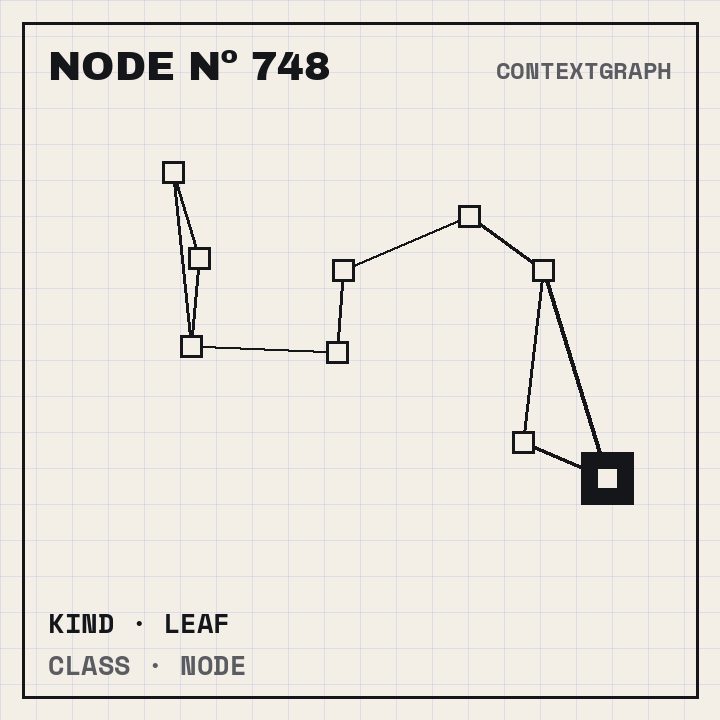 NODE Nº 748
CONTEXTGRAPH
KIND · LEAF
CLASS · NODE